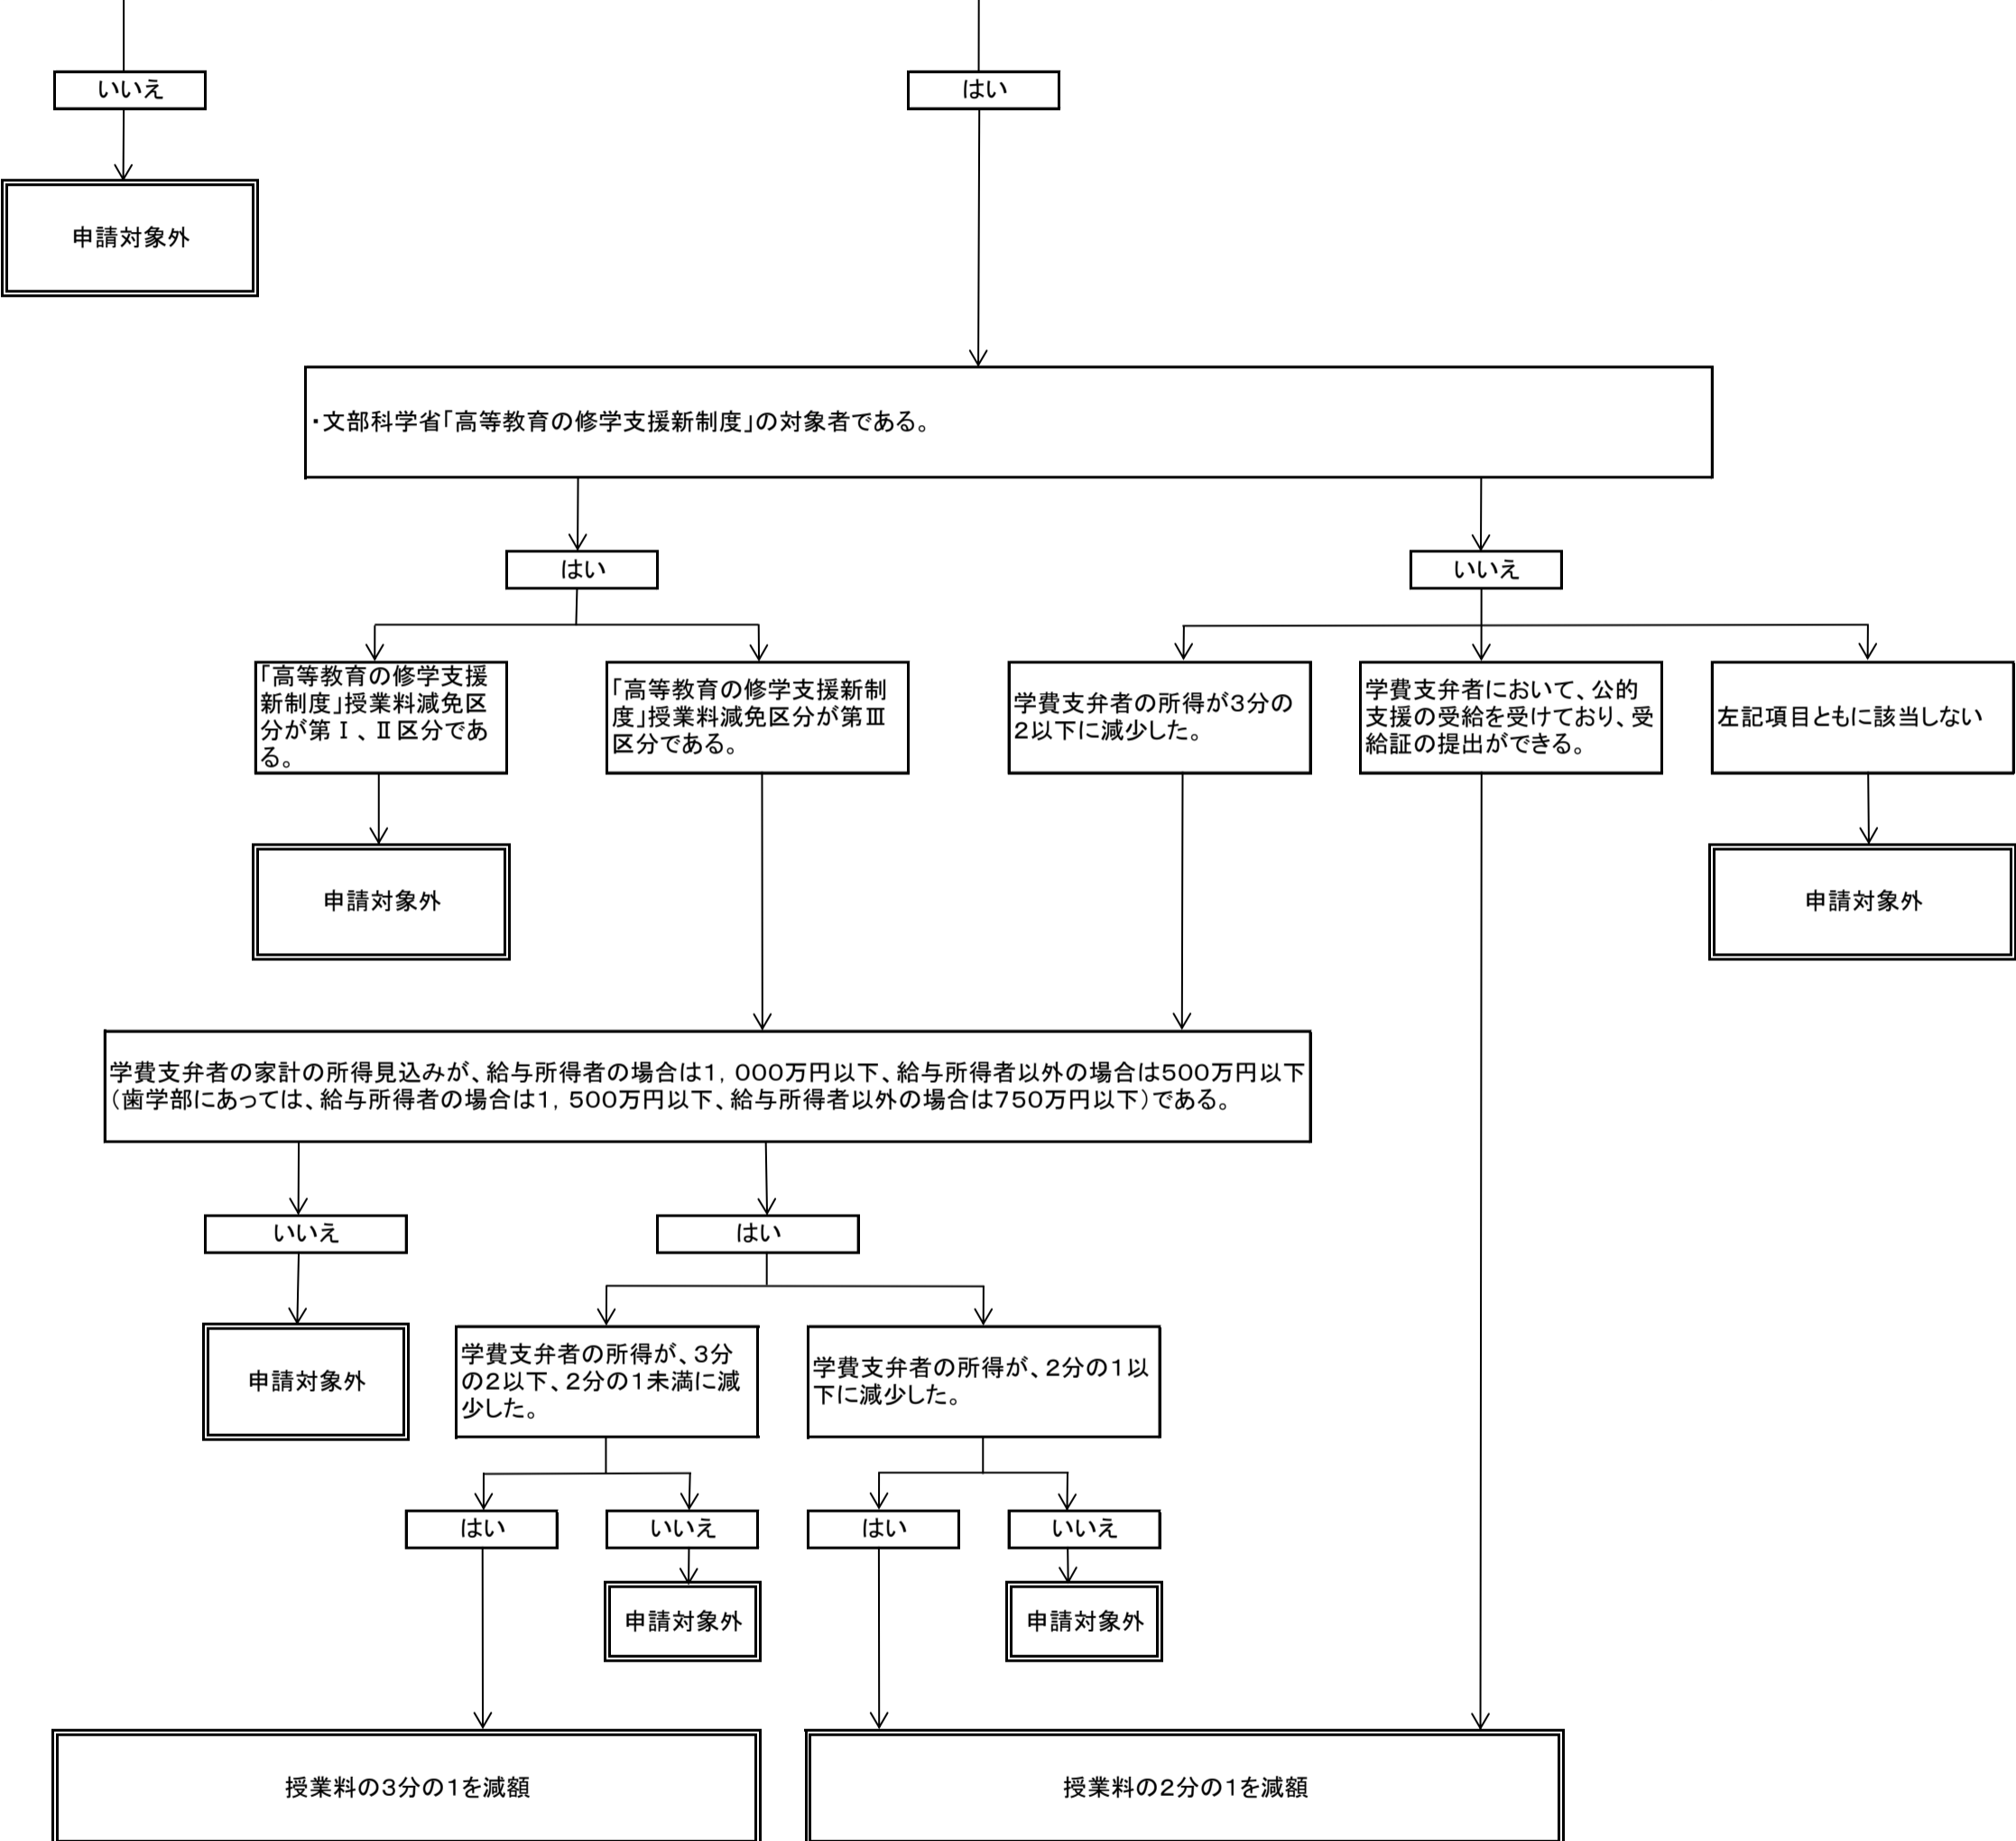 いいえ
はい
申請対象外
・文部科学省「高等教育の修学支援新制度」の対象者である。
はい
いいえ
「高等教育の修学支援
新制度」授業料減免区
分が第Ⅰ、Ⅱ区分であ
る。
「高等教育の修学支援新制
度」授業料減免区分が第Ⅲ
区分である。
学費支弁者の所得が３分の
２以下に減少した。
学費支弁者において、公的
支援の受給を受けており、受
給証の提出ができる。
左記項目ともに該当しない
申請対象外
申請対象外
学費支弁者の家計の所得見込みが、給与所得者の場合は１，０００万円以下、給与所得者以外の場合は５００万円以下
（歯学部にあっては、給与所得者の場合は１，５００万円以下、給与所得者以外の場合は７５０万円以下）である。
いいえ
はい
申請対象外
学費支弁者の所得が、３分
の２以下、２分の１未満に減
少した。
学費支弁者の所得が、２分の１以
下に減少した。
はい
いいえ
はい
いいえ
申請対象外
申請対象外
授業料の３分の１を減額
授業料の２分の１を減額